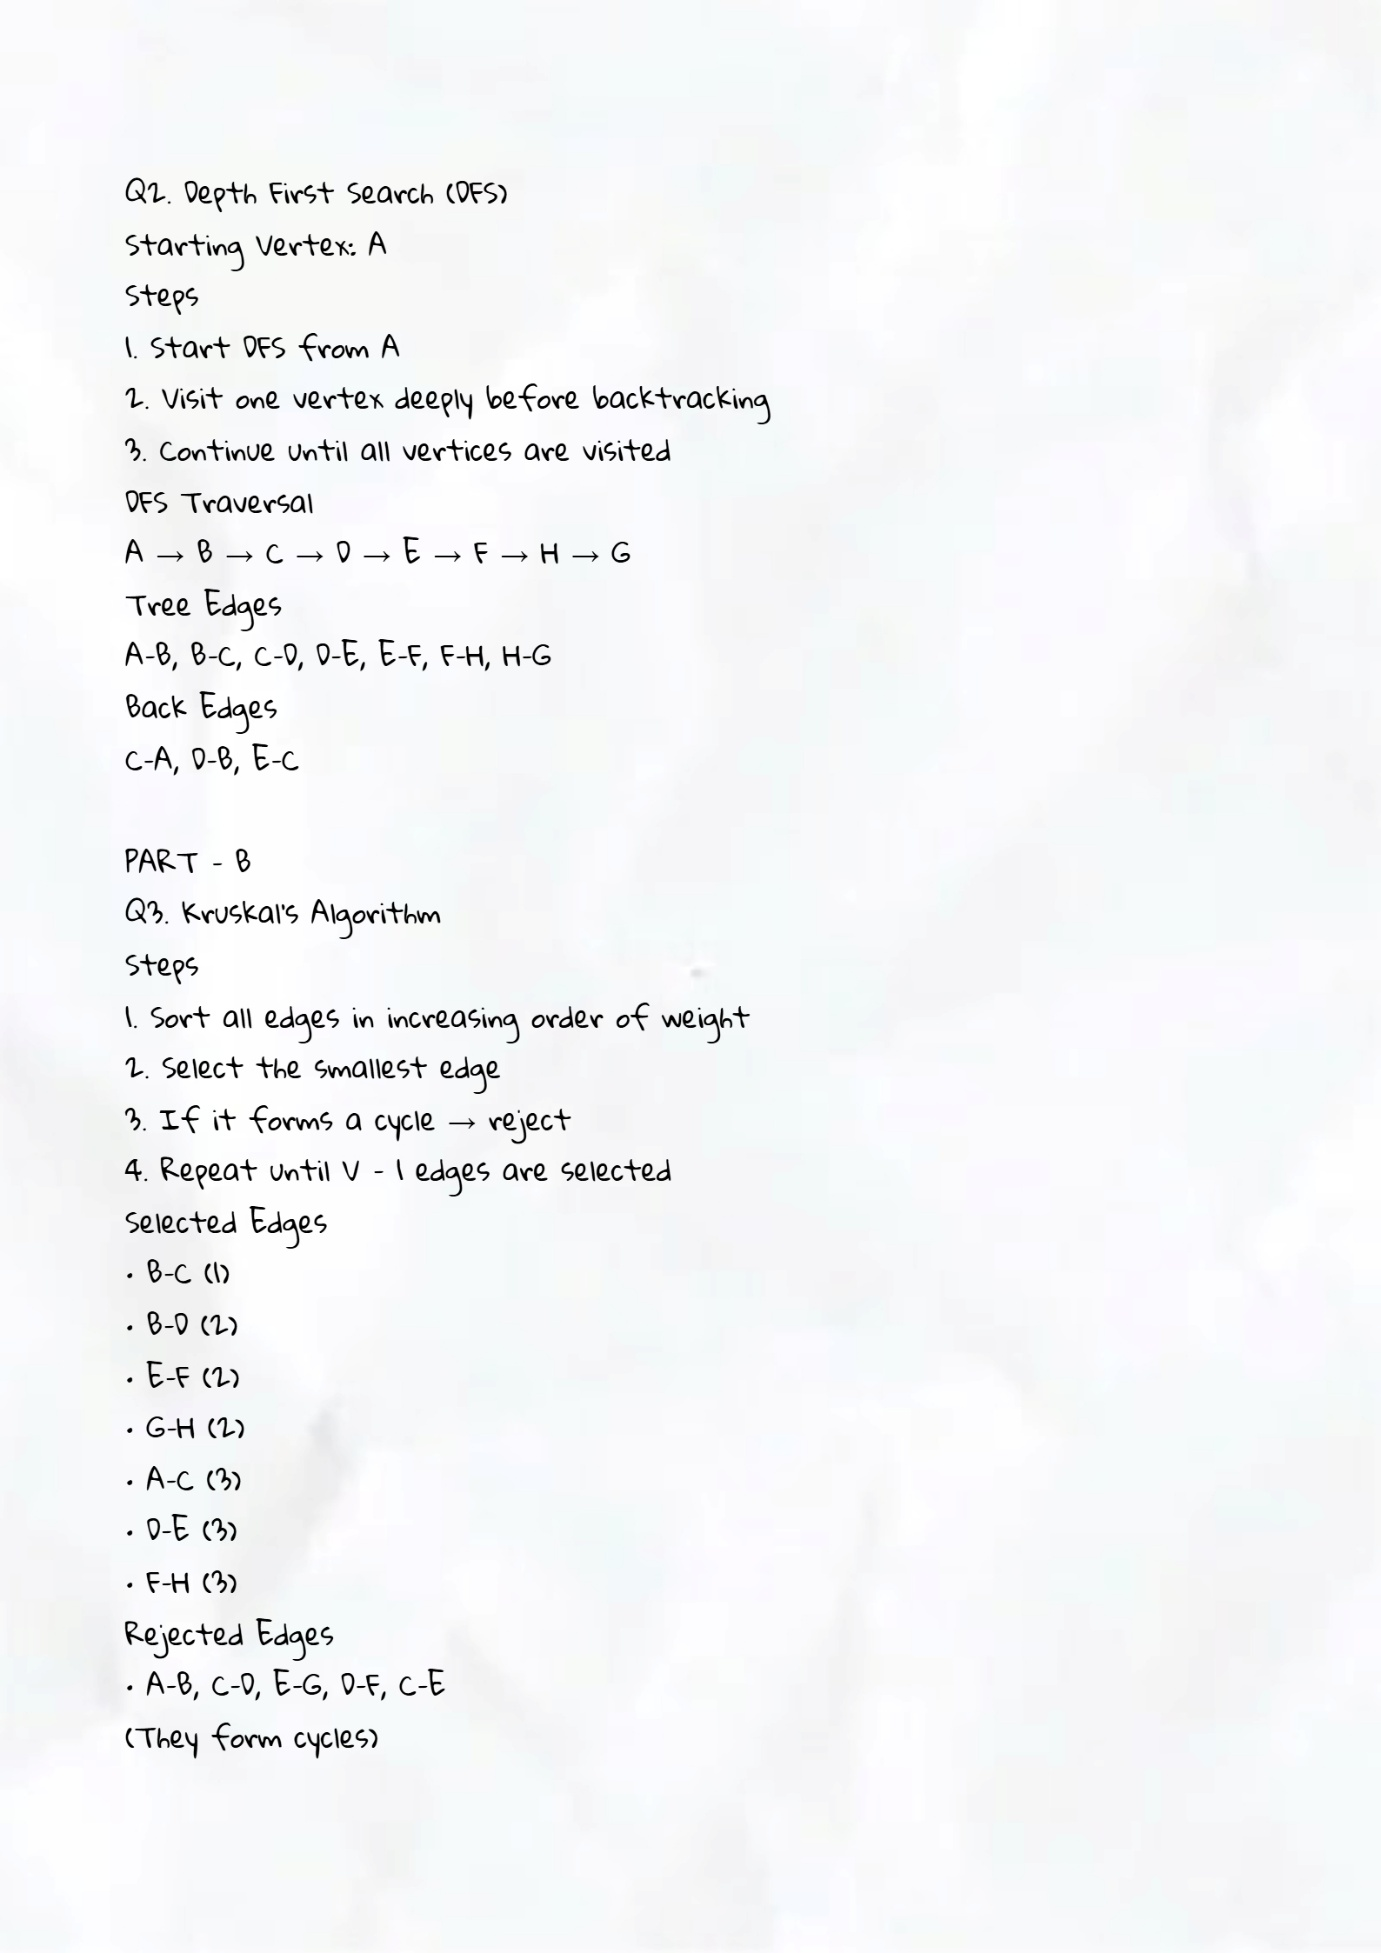 Q2. Depth First Search (DFS)
Starting Vertex: A
Steps
1. Start DFS from A
2. Visit one vertex deeply before backtracking
3. Continue until all vertices are visited
DFS Traversal
A → B → C → D → E → F → H → G
Tree Edges
A-B, B-C, C-D, D-E, E-F, F-H, H-G
Back Edges
C-A, D-B, E-C
PART - B
Q3. Kruskal's Algorithm
Steps
1. Sort all edges in increasing order of weight
2. Select the smallest edge
3. If it forms a cycle → reject
4. Repeat until V - 1 edges are selected
Selected Edges
• B-C (1)
• B-D (2)
• E-F (2)
• G-H (2)
• A-C (3)
• D-E (3)
• F-H (3)
Rejected Edges
• A-B, C-D, E-G, D-F, C-E
(They form cycles)